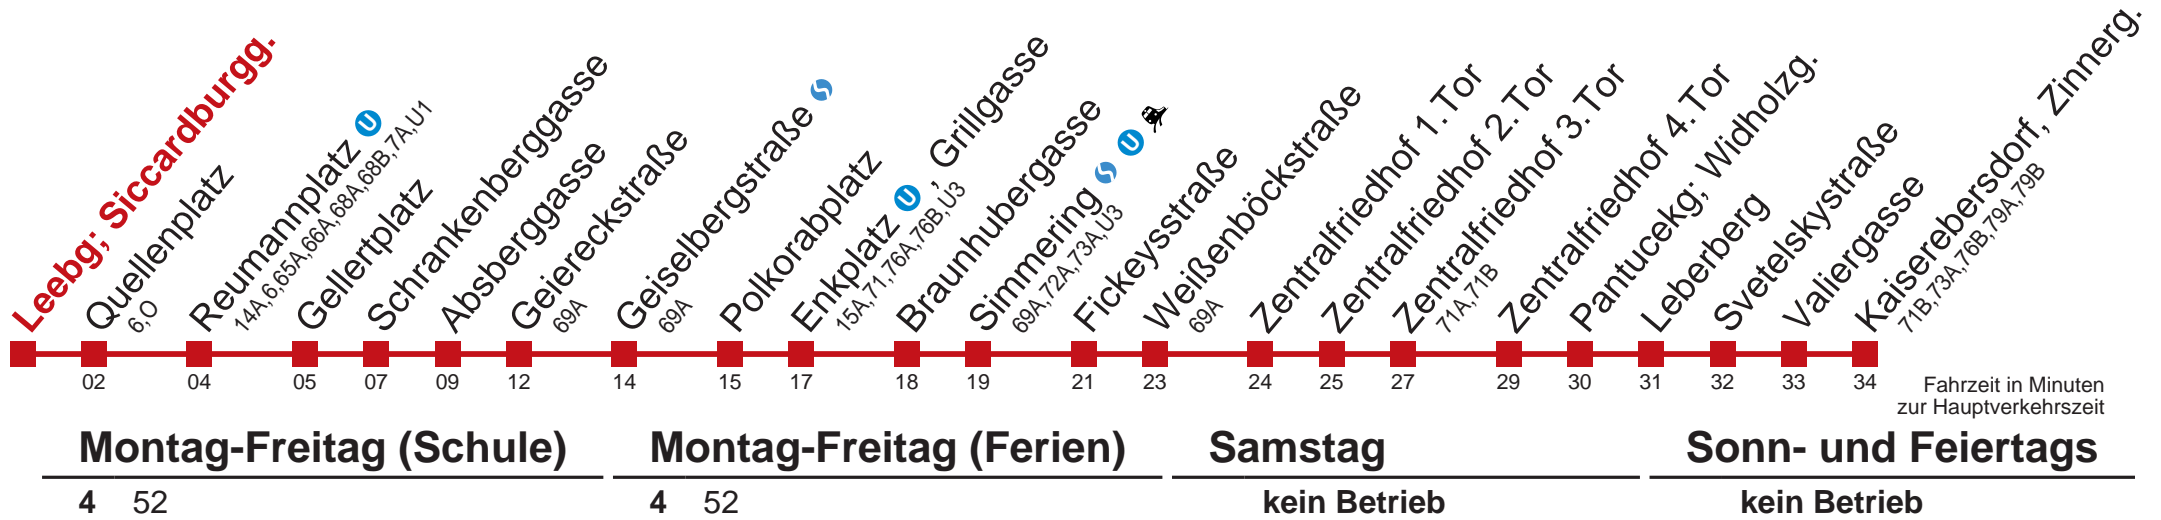 Leebg; Siccardburgg.
Quellenplatz
6,O
Reumannplatz U
14A,6,65A,66A,68A,68B,7A,U1
Gellertplatz
Schrankenberggasse
Absberggasse
Geiereckstraße
69A
Geiselbergstraße
69A
Polkorabplatz
Enkplatz U , Grillgasse
15A,71,76A,76B,U3
Braunhubergasse
Simmering U
69A,72A,73A,U3
Fickeysstraße
Weißenböckstraße
69A
Zentralfriedhof 1.Tor
Zentralfriedhof 2.Tor
Zentralfriedhof 3.Tor
71A,71B
Zentralfriedhof 4.Tor
Pantucekg; Widholzg.
Leberberg
Svetelskystraße
Valiergasse
Kaiserebersdorf, Zinnerg.
71B,73A,76B,79A,79B
02 04 05 07 09 12 14 15 17 18 19 21 23 24 25 27 29 30 31 32 33 34
Fahrzeit in Minuten
zur Hauptverkehrszeit
Montag-Freitag (Schule) Montag-Freitag (Ferien) Samstag Sonn- und Feiertags
4 52 4 52 kein Betrieb kein Betrieb